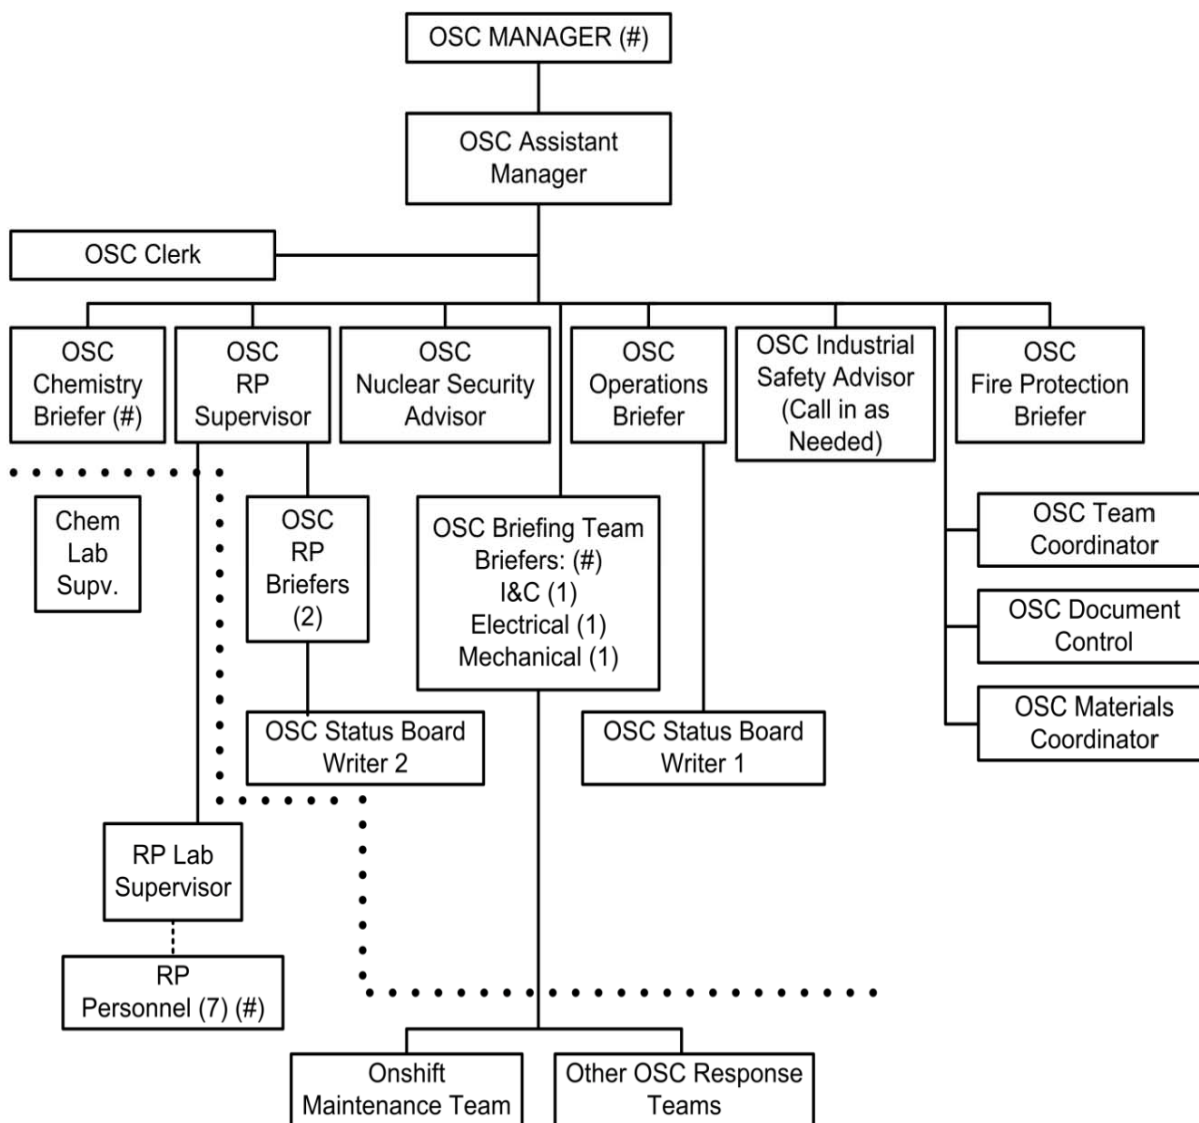 OSC MANAGER (#)
OSC Assistant
Manager
OSC Clerk
OSC
Chemistry
Briefer (#)
OSC
RP
Supervisor
OSC
Nuclear Security
Advisor
OSC
Operations
Briefer
OSC Industrial
Safety Advisor
(Call in as
Needed)
OSC
Fire Protection
Briefer
Chem
Lab
Supv.
OSC
RP
Briefers
(2)
OSC Briefing Team
Briefers: (#)
I&C (1)
Electrical (1)
Mechanical (1)
OSC Team
Coordinator
OSC Document
Control
OSC Materials
Coordinator
OSC Status Board
Writer 2
OSC Status Board
Writer 1
RP Lab
Supervisor
RP
Personnel (7) (#)
Onshift
Maintenance Team
Other OSC Response
Teams